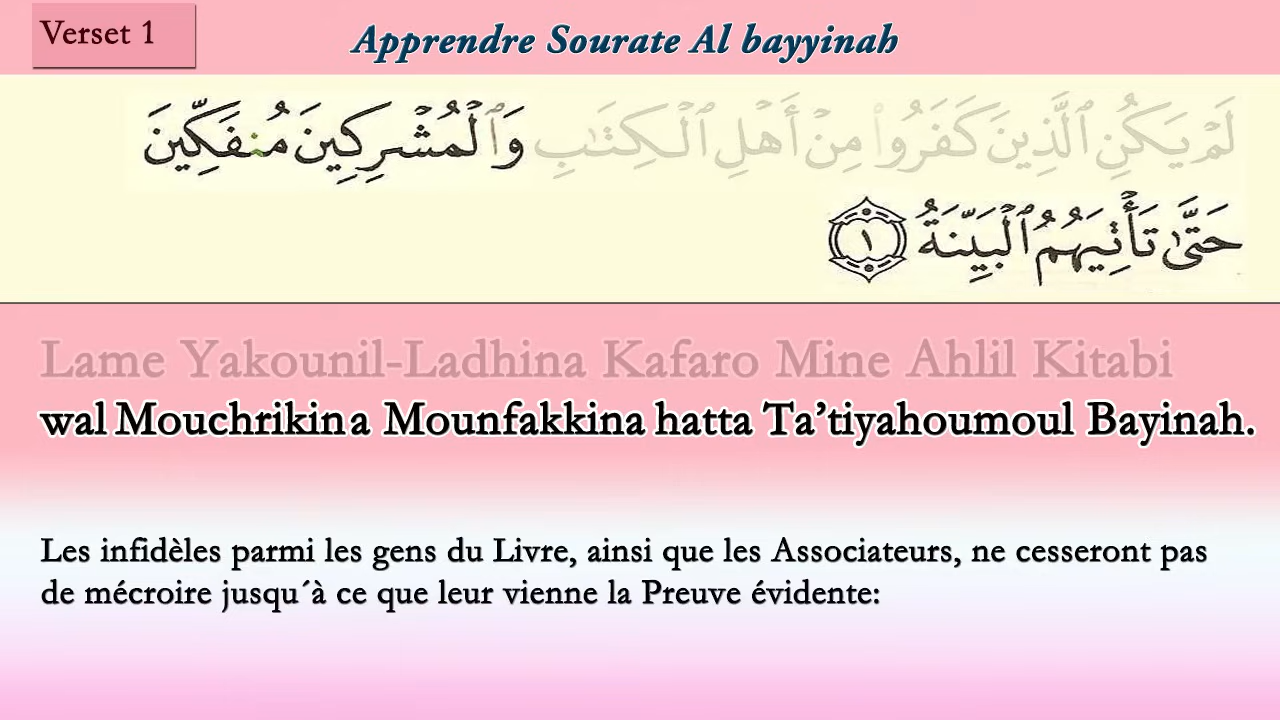 Verset 1
Apprendre Sourate Al bayyinah
لَمْ يَكُنِ ٱلَّذِينَ كَفَرُوا۟ مِنْ أَهْلِ ٱلْكِتَـٰبِ وَٱلْمُشْرِكِينَ مُنفَكِّينَ
حَتَّىٰ تَأْتِيَهُمُ ٱلْبَيِّنَةُ ١
Lame Yakounil-Ladhina Kafaro Mine Ahlil Kitabi
wal Mouchrikina Mounfakkina hatta Ta’tiyahoumoul Bayinah.
Les infidèles parmi les gens du Livre, ainsi que les Associateurs, ne cesseront pas
de mécroire jusqu´à ce que leur vienne la Preuve évidente: